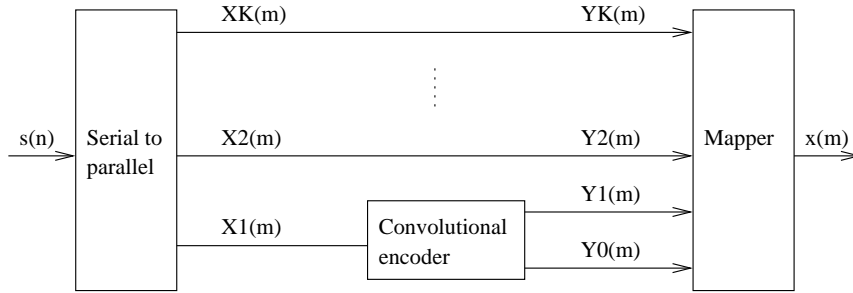 XK(m)
YK(m)
s(n)
Serial to
parallel
X2(m)
Y2(m)
Mapper
x(m)
X1(m)
Convolutional
encoder
Y1(m)
Y0(m)